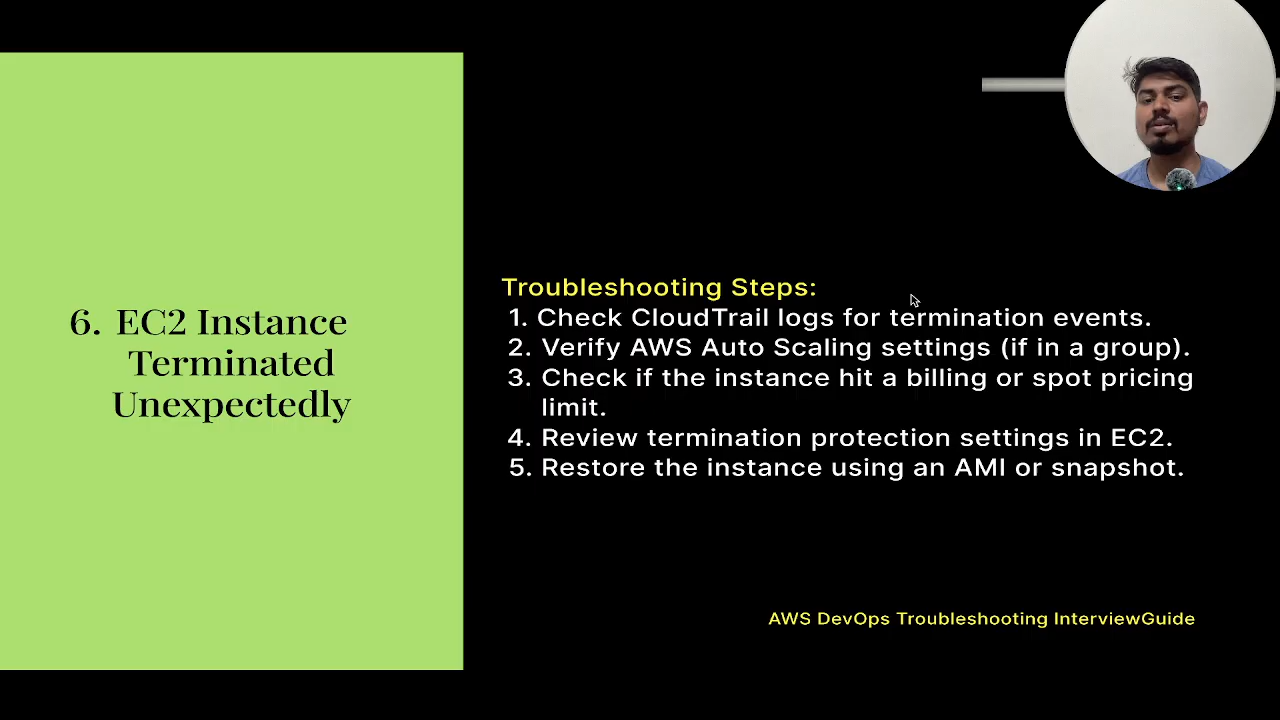 6. EC2 Instance
Terminated
Unexpectedly
Troubleshooting Steps:
1. Check CloudTrail logs for termination events.
2. Verify AWS Auto Scaling settings (if in a group).
3. Check if the instance hit a billing or spot pricing
limit.
4. Review termination protection settings in EC2.
5. Restore the instance using an AMI or snapshot.
AWS DevOps Troubleshooting InterviewGuide